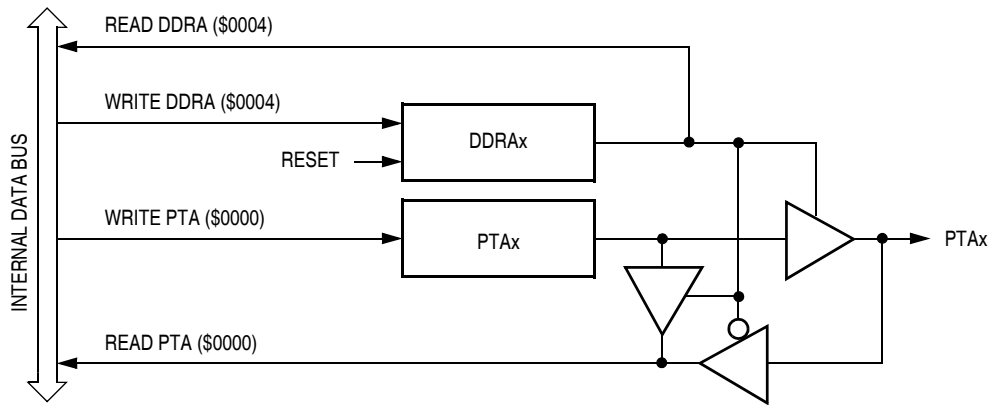 READ DDRA ($0004)
WRITE DDRA ($0004)
DDRAx
RESET
INTERNAL DATA BUS
WRITE PTA ($0000)
PTAx
PTAx
READ PTA ($0000)